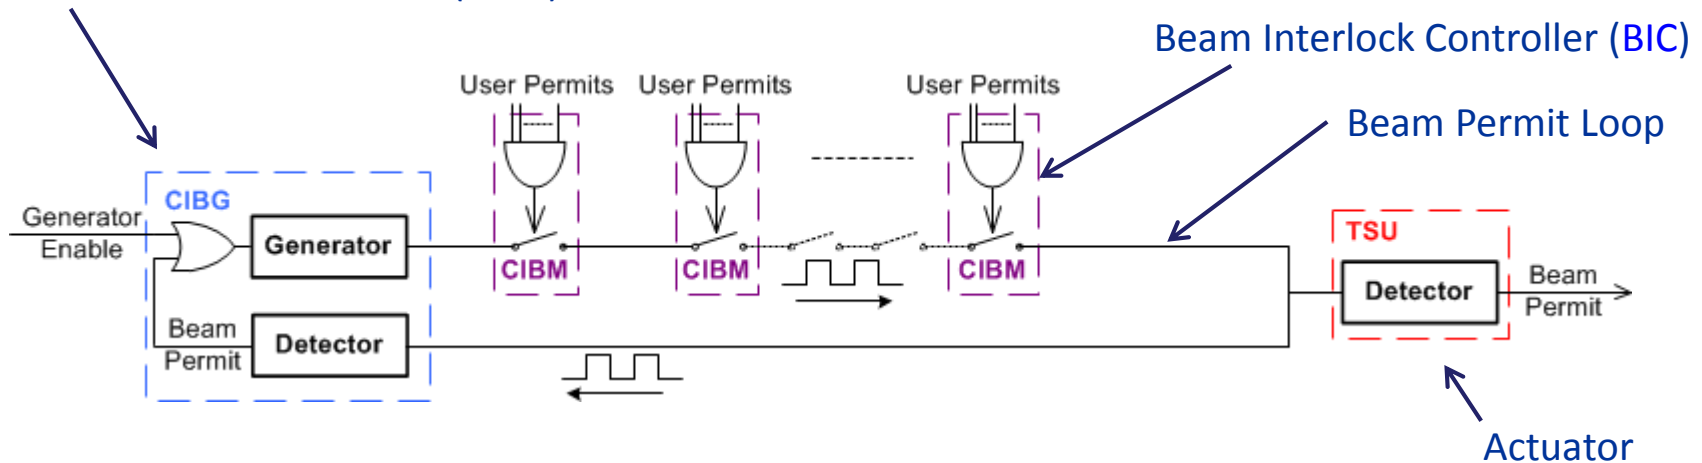 Beam Interlock Controller (BIC)
User Permits
User Permits
User Permits
Beam Permit Loop
CIBG
Generator
Enable
Generator
CIBM
CIBM
CIBM
TSU
Detector
Beam
Permit
Beam
Permit
Detector
Actuator